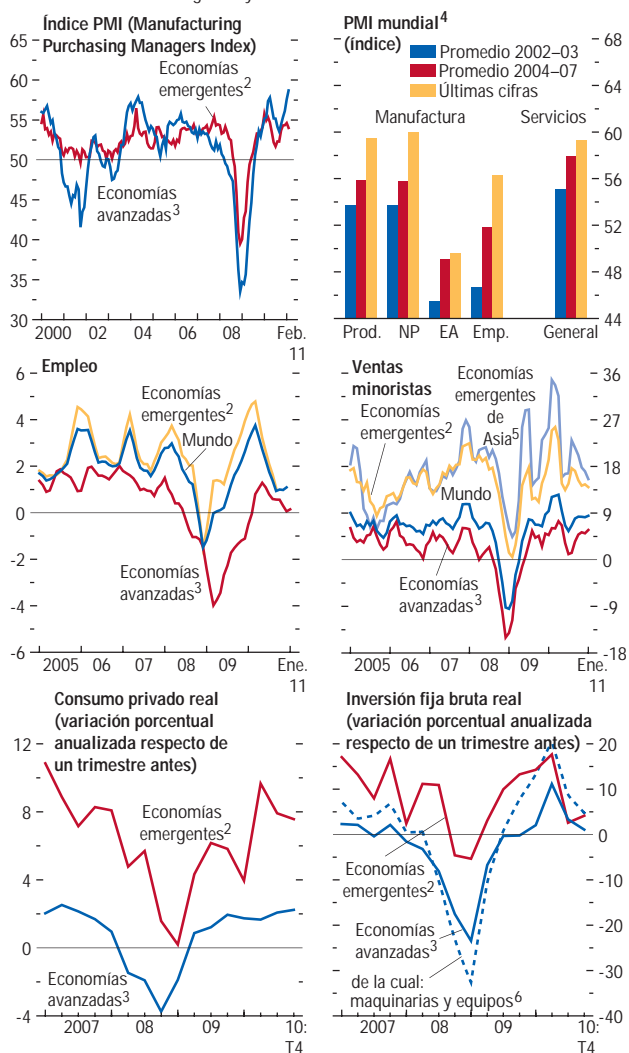 Índice PMI (Manufacturing
Purchasing Managers Index)
65
60
55
50
45
40
35
30
Economías
emergentes2
Economías
avanzadas3
2000 02 04 06 08 Feb.
11
PMI mundial4
(índice)
Promedio 2002–03
Promedio 2004–07
Últimas cifras
Manufactura
Servicios
68
64
60
56
52
48
44
Prod. NP EA Emp. General
Empleo
6
4
2
0
-2
-4
-6
Economías
emergentes2
Mundo
Economías
avanzadas3
2005 06 07 08 09 Ene.
11
Ventas
minoristas
Economías
emergentes
de
Asia5
Economías
emergentes2
Mundo
Economías
avanzadas3
36
27
18
9
0
-9
-18
2005 06 07 08 09 Ene.
11
Consumo privado real
(variación porcentual
anualizada respecto de
un trimestre antes)
12
8
4
0
-4
Economías
emergentes2
Economías
avanzadas3
2007 08 09 10:
T4
Inversión fija bruta real
(variación porcentual anualizada
respecto de un trimestre antes)
20
10
0
-10
-20
-30
-40
Economías
emergentes2
Economías
avanzadas3
de la cual:
maquinarias y equipos6
2007 08 09 10:
T4